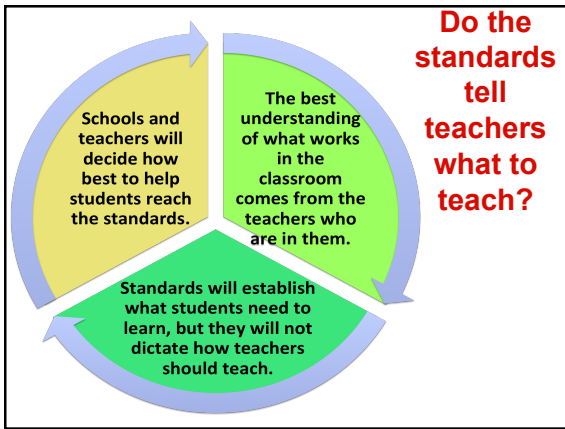 Do the
standards
tell
teachers
what to
teach?
Schools and
teachers will
decide how
best to help
students reach
the standards.
The best
understanding
of what works
in the
classroom
comes from the
teachers who
are in them.
Standards will establish
what students need to
learn, but they will not
dictate how teachers
should teach.